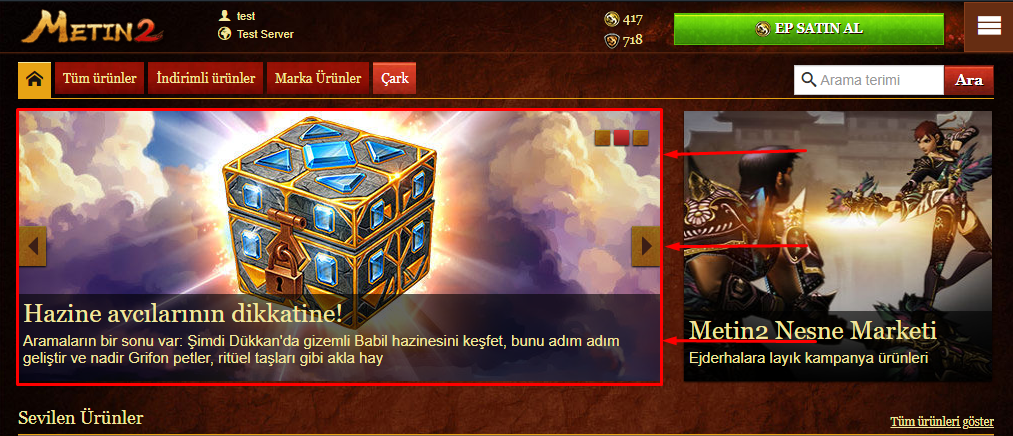 METIN2
test
Test Server
417
718
EP SATIN AL
Tüm ürünler
İndirimli ürünler
Marka Ürünler
Çark
Arama terimi
Ara
Hazine avcılarının dikkatine!
Aramaların bir sonu var: Şimdi Dükkan'da gizemli Babil hazinesini keşfet, bunu adım adım
geliştir ve nadir Grifon petler, ritüel taşları gibi akla hay
Metin2 Nesne Marketi
Ejderhalara layık kampanya ürünleri
Sevilen Ürünler
Tüm ürünleri göster